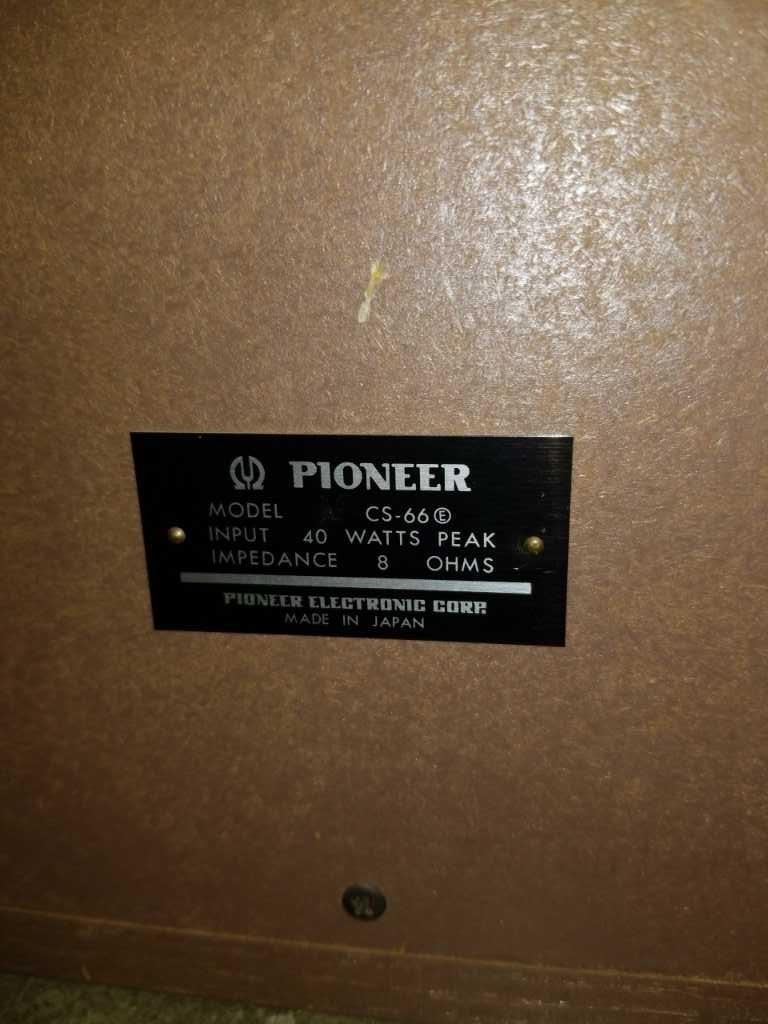 PIONEER
MODEL CS-66Ⓔ
INPUT 40 WATTS PEAK
IMPEDANCE 8 OHMS
PIONEER ELECTRONIC CORP.
MADE IN JAPAN